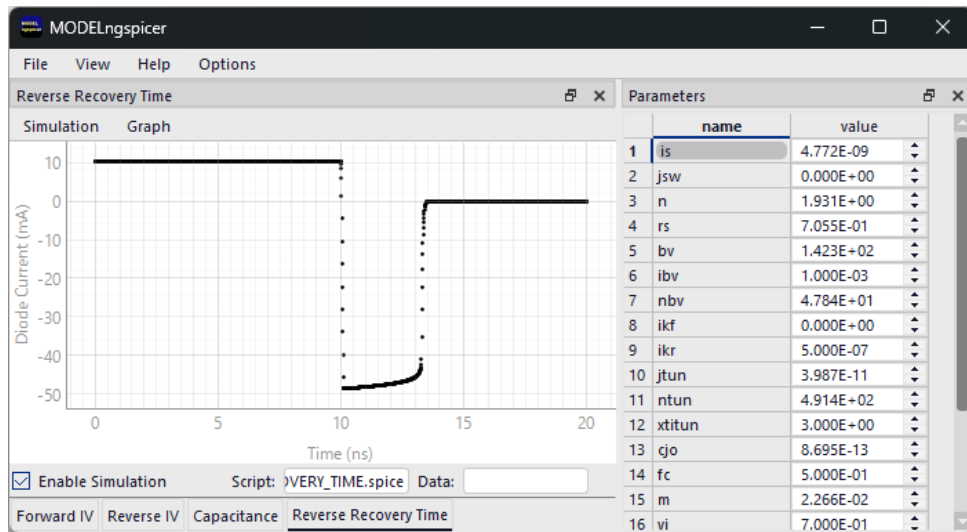 MODELngspicer
File View Help Options
Reverse Recovery Time
Simulation Graph
10
0
-10
-20
-30
-40
-50
Diode Current (mA)
0 5 10 15 20
Time (ns)
Enable Simulation Script: OVERY_TIME.spice Data:
Forward IV Reverse IV Capacitance Reverse Recovery Time
Parameters
name value
1 is 4.772E-09
2 jsw 0.000E+00
3 n 1.931E+00
4 rs 7.055E-01
5 bv 1.423E+02
6 ibv 1.000E-03
7 nbv 4.784E+01
8 ikf 0.000E+00
9 ikr 5.000E-07
10 jtun 3.987E-11
11 ntun 4.914E+02
12 xtitun 3.000E+00
13 cjo 8.695E-13
14 fc 5.000E-01
15 m 2.266E-02
16 vj 7.000E-01